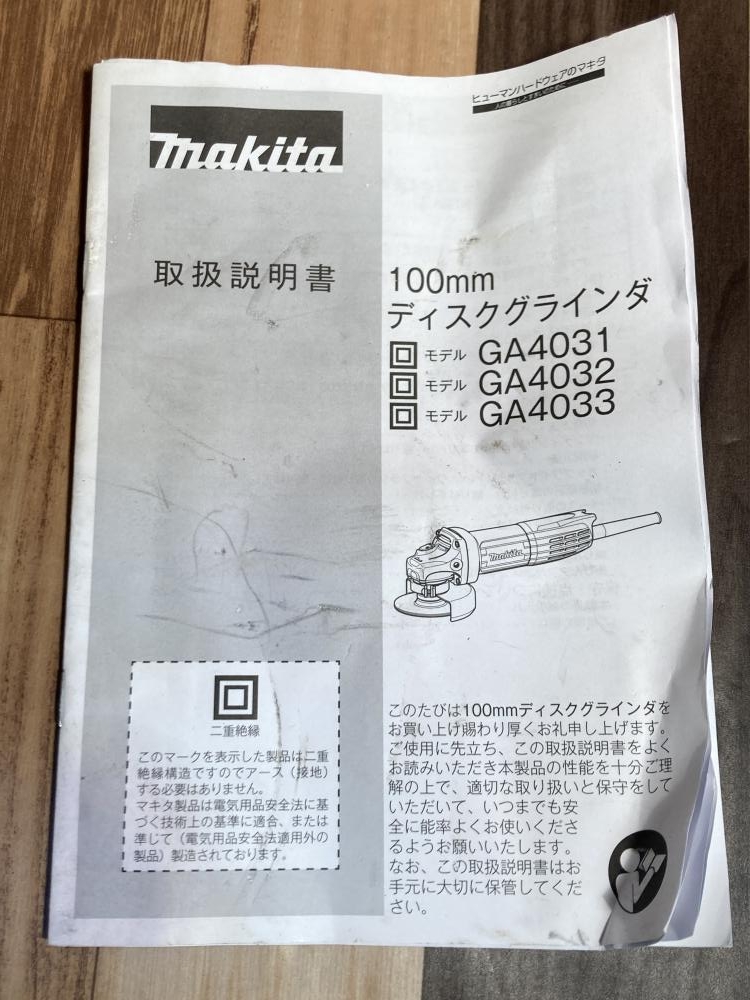 ヒューマンハードウェアのマキタ
人の暮らしとすまいのために
makita
取扱説明書
100mm
ディスクグラインダ
モデル GA4031
モデル GA4032
モデル GA4033
makita
二重絶縁
このマークを表示した製品は二重
絶縁構造ですのでアース（接地）
する必要はありません。
マキタ製品は電気用品安全法に基
づく技術上の基準に適合、または
準じて（電気用品安全法適用外の
製品）製造されております。
このたびは100mmディスクグラインダを
お買い上げ賜わり厚くお礼申し上げます。
ご使用に先立ち、この取扱説明書をよく
お読みいただき本製品の性能を十分ご理
解の上で、適切な取り扱いと保守をして
いただいて、いつまでも安
全に能率よくお使いくださ
るようお願いいたします。
なお、この取扱説明書はお
手元に大切に保管してくだ
さい。